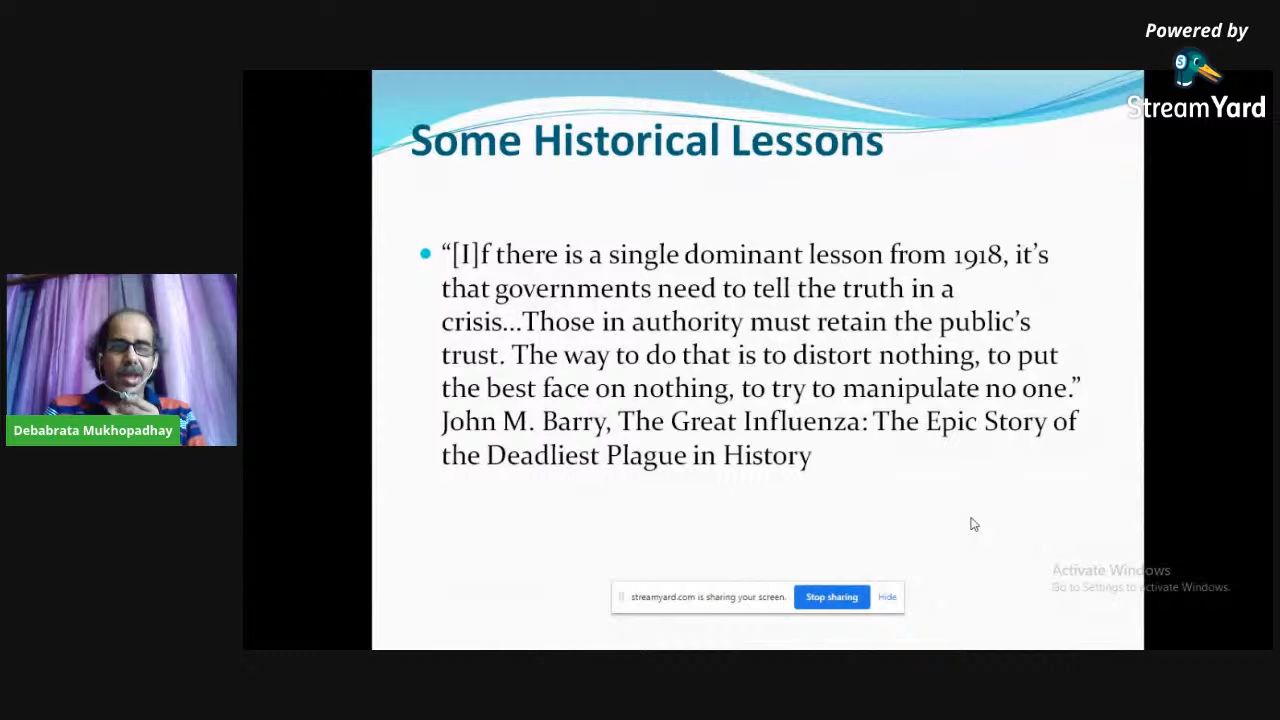 Powered by
StreamYard
Some Historical Lessons
“[I]f there is a single dominant lesson from 1918, it’s
that governments need to tell the truth in a
crisis...Those in authority must retain the public’s
trust. The way to do that is to distort nothing, to put
the best face on nothing, to try to manipulate no one.”
John M. Barry, The Great Influenza: The Epic Story of
the Deadliest Plague in History
Debabrata Mukhopadhay
Activate Windows
Go to Settings to activate Windows.
streamyard.com is sharing your screen. Stop sharing Hide